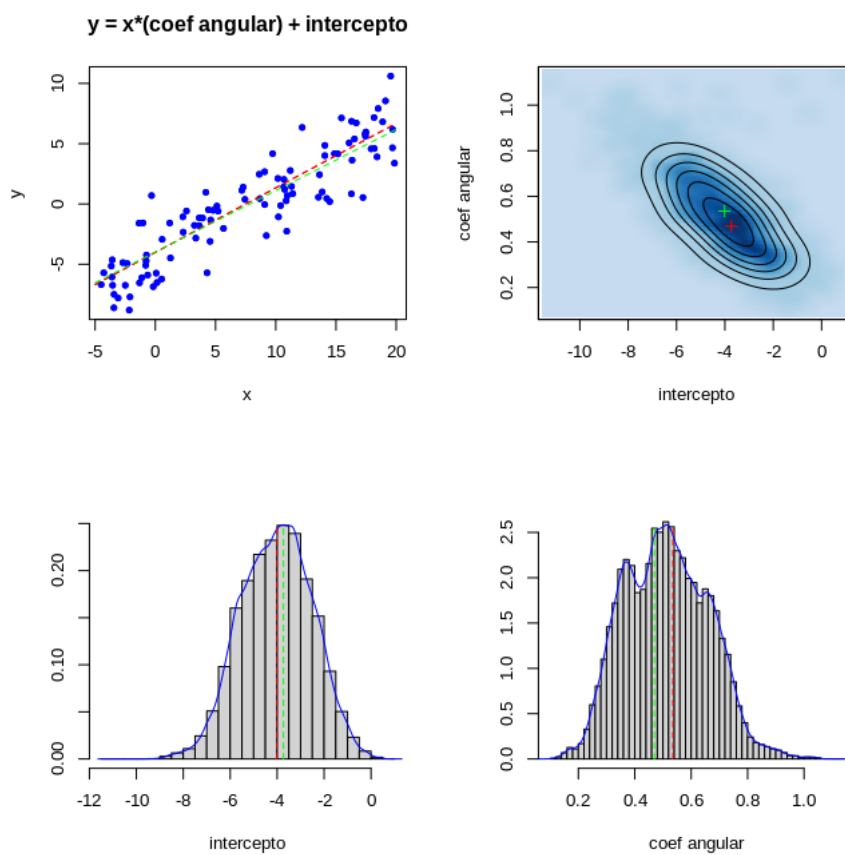 y = x*(coef angular) + intercepto
y
10
5
0
-5
-5 0 5 10 15 20
x
coef angular
1.0
0.8
0.6
0.4
0.2
-10 -8 -6 -4 -2 0
intercepto
0.20
0.10
0.00
-12 -10 -8 -6 -4 -2 0
intercepto
2.5
2.0
1.5
1.0
0.5
0.0
0.2 0.4 0.6 0.8 1.0
coef angular